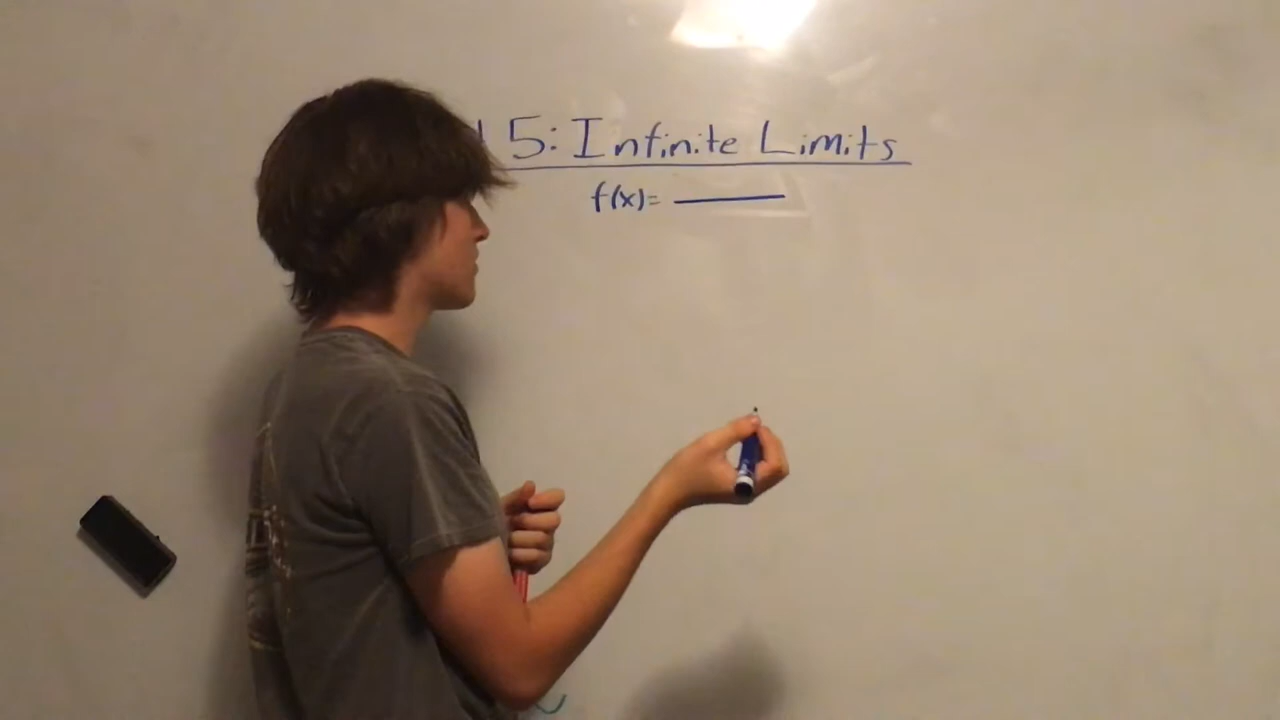 5: Infinite Limits
f(x)= ———